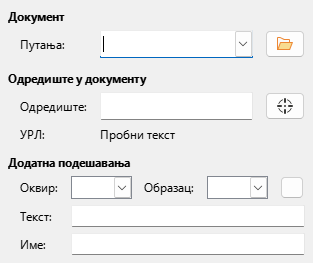 Документ
Путања:
Одредиште у документу
Одредиште:
УРЛ: Пробни текст
Додатна подешавања
Оквир: Образац:
Текст:
Име: